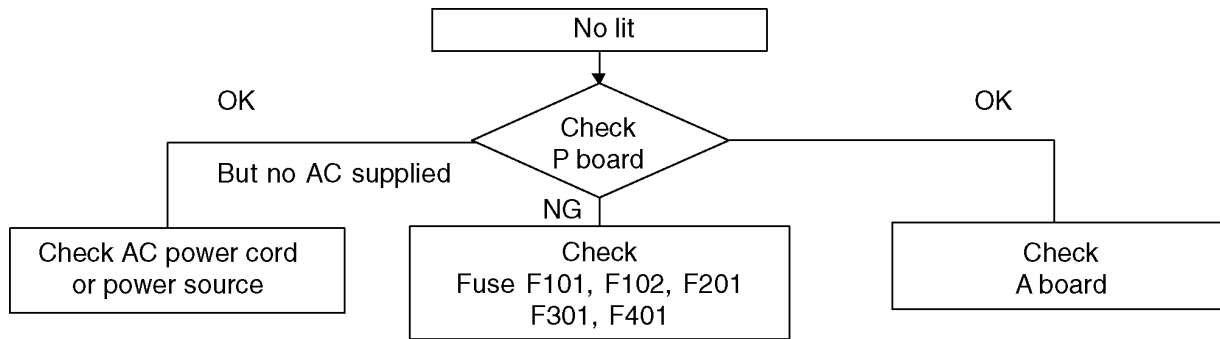 No lit
OK
OK
Check
P board
But no AC supplied
NG
Check AC power cord
or power source
Check
Fuse F101, F102, F201
F301, F401
Check
A board